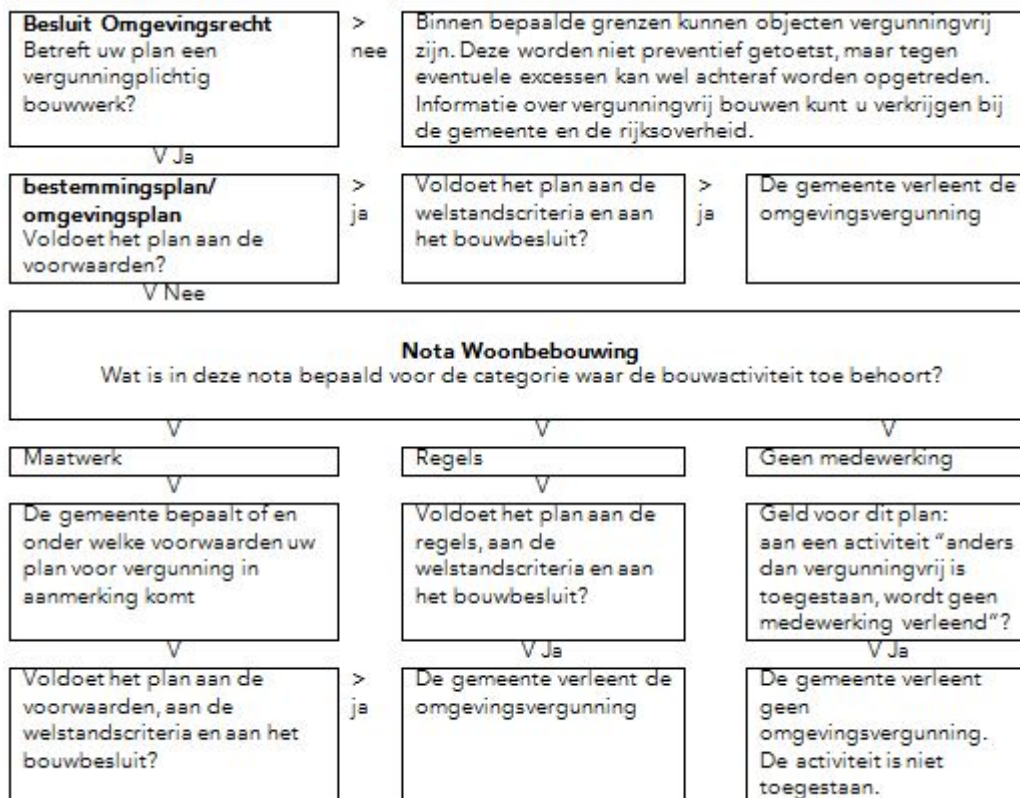 Besluit Omgevingsrecht
Betreft uw plan een
vergunningplichtig
bouwwerk?
>
nee
Binnen bepaalde grenzen kunnen objecten vergunningvrij
zijn. Deze worden niet preventief getoetst, maar tegen
eventuele excessen kan wel achteraf worden opgetreden.
Informatie over vergunningvrij bouwen kunt u verkrijgen bij
de gemeente en de rijksoverheid.
V Ja
bestemmingsplan/
omgevingsplan
Voldoet het plan aan de
voorwaarden?
>
ja
Voldoet het plan aan de
welstandscriteria en aan
het bouwbesluit?
>
ja
De gemeente verleent de
omgevingsvergunning
V Nee
Nota Woonbebouwing
Wat is in deze nota bepaald voor de categorie waar de bouwactiviteit toe behoort?
V
V
V
Maatwerk
Regels
Geen medewerking
V
V
De gemeente bepaalt of en
onder welke voorwaarden uw
plan voor vergunning in
aanmerking komt
Voldoet het plan aan de
regels, aan de
welstandscriteria en aan
het bouwbesluit?
Geld voor dit plan:
aan een activiteit "anders
dan vergunningvrij is
toegestaan, wordt geen
medewerking verleend"?
V
V Ja
V Ja
Voldoet het plan aan de
voorwaarden, aan de
welstandscriteria en aan het
bouwbesluit?
>
ja
De gemeente verleent de
omgevingsvergunning
De gemeente verleent
geen
omgevingsvergunning.
De activiteit is niet
toegestaan.